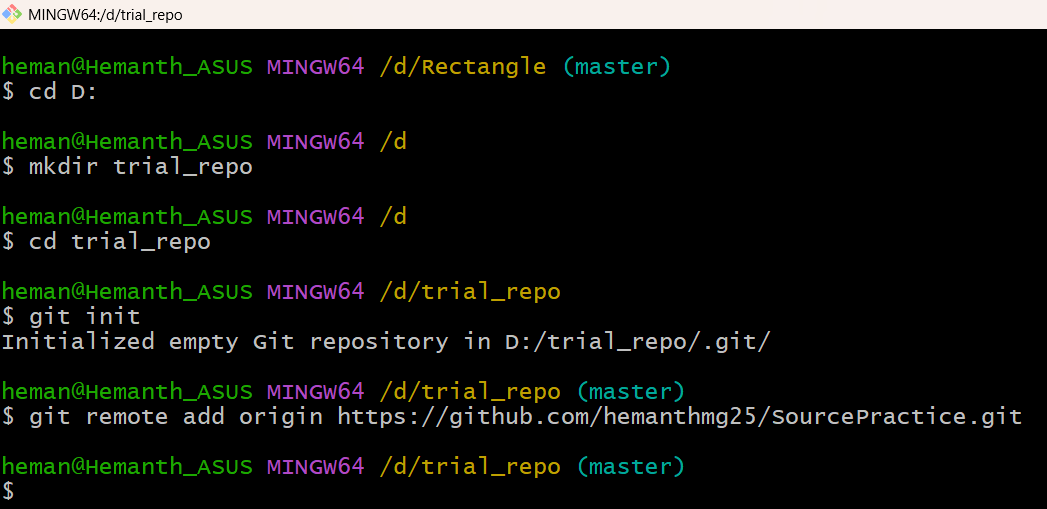 MINGW64:/d/trial_repo
heman@Hemanth_ASUS MINGW64 /d/Rectangle (master)
$ cd D:
heman@Hemanth_ASUS MINGW64 /d
$ mkdir trial_repo
heman@Hemanth_ASUS MINGW64 /d
$ cd trial_repo
heman@Hemanth_ASUS MINGW64 /d/trial_repo
$ git init
Initialized empty Git repository in D:/trial_repo/.git/
heman@Hemanth_ASUS MINGW64 /d/trial_repo (master)
$ git remote add origin https://github.com/hemanthmg25/SourcePractice.git
heman@Hemanth_ASUS MINGW64 /d/trial_repo (master)
$